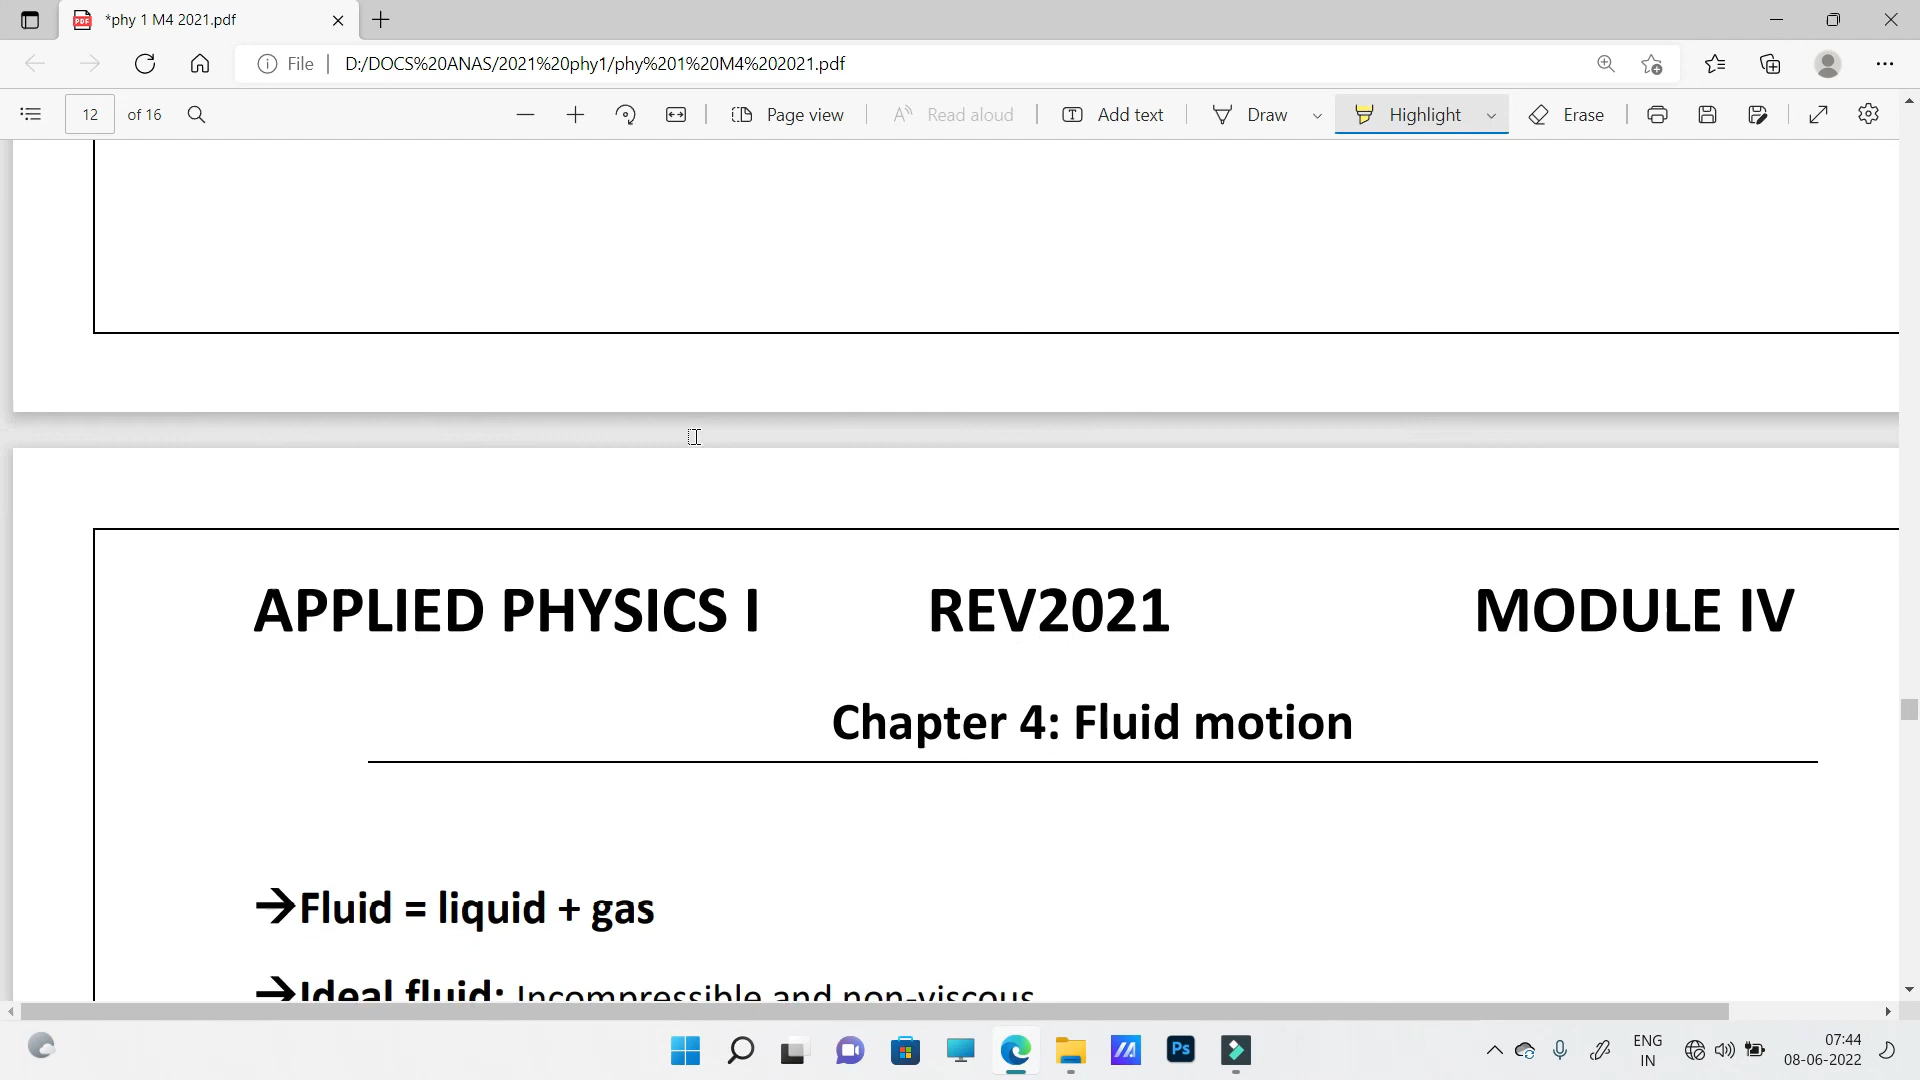 *phy 1 M4 2021.pdf
File D:/DOCS%20ANAS/2021%20phy1/phy%201%20M4%202021.pdf
12 of 16 Page view Read aloud Add text Draw Highlight Erase
APPLIED PHYSICS I REV2021 MODULE IV
Chapter 4: Fluid motion
→Fluid = liquid + gas
→Ideal fluid: Incompressible and non-viscous
Ps
ENG
IN
07:44
08-06-2022